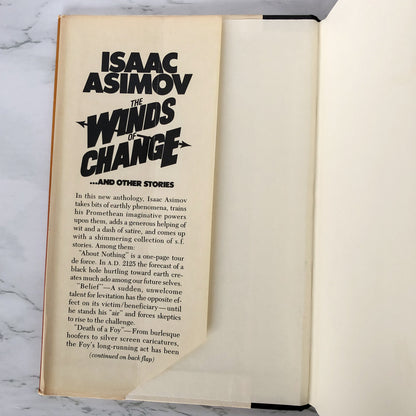 ISAAC
ASIMOV
THE
WINDS
OF
CHANGE
...AND OTHER STORIES
In this new anthology, Isaac Asimov
takes bits of earthly phenomena, trains
his Promethean imaginative powers
upon them, adds a generous helping of
wit and a dash of satire, and comes up
with a shimmering collection of s.f.
stories. Among them:
"About Nothing" is a one-page tour
de force. In A.D. 2125 the forecast of a
black hole hurtling toward earth cre-
ates much ado among our future selves.
"Belief"—A sudden, unwelcome
talent for levitation has the opposite ef-
fect on its victim/beneficiary—until
he stands his "air" and forces skeptics
to rise to the challenge.
"Death of a Foy"—From burlesque
hoofers to silver screen caricatures,
the Foy's long-running act has been
(continued on back flap)